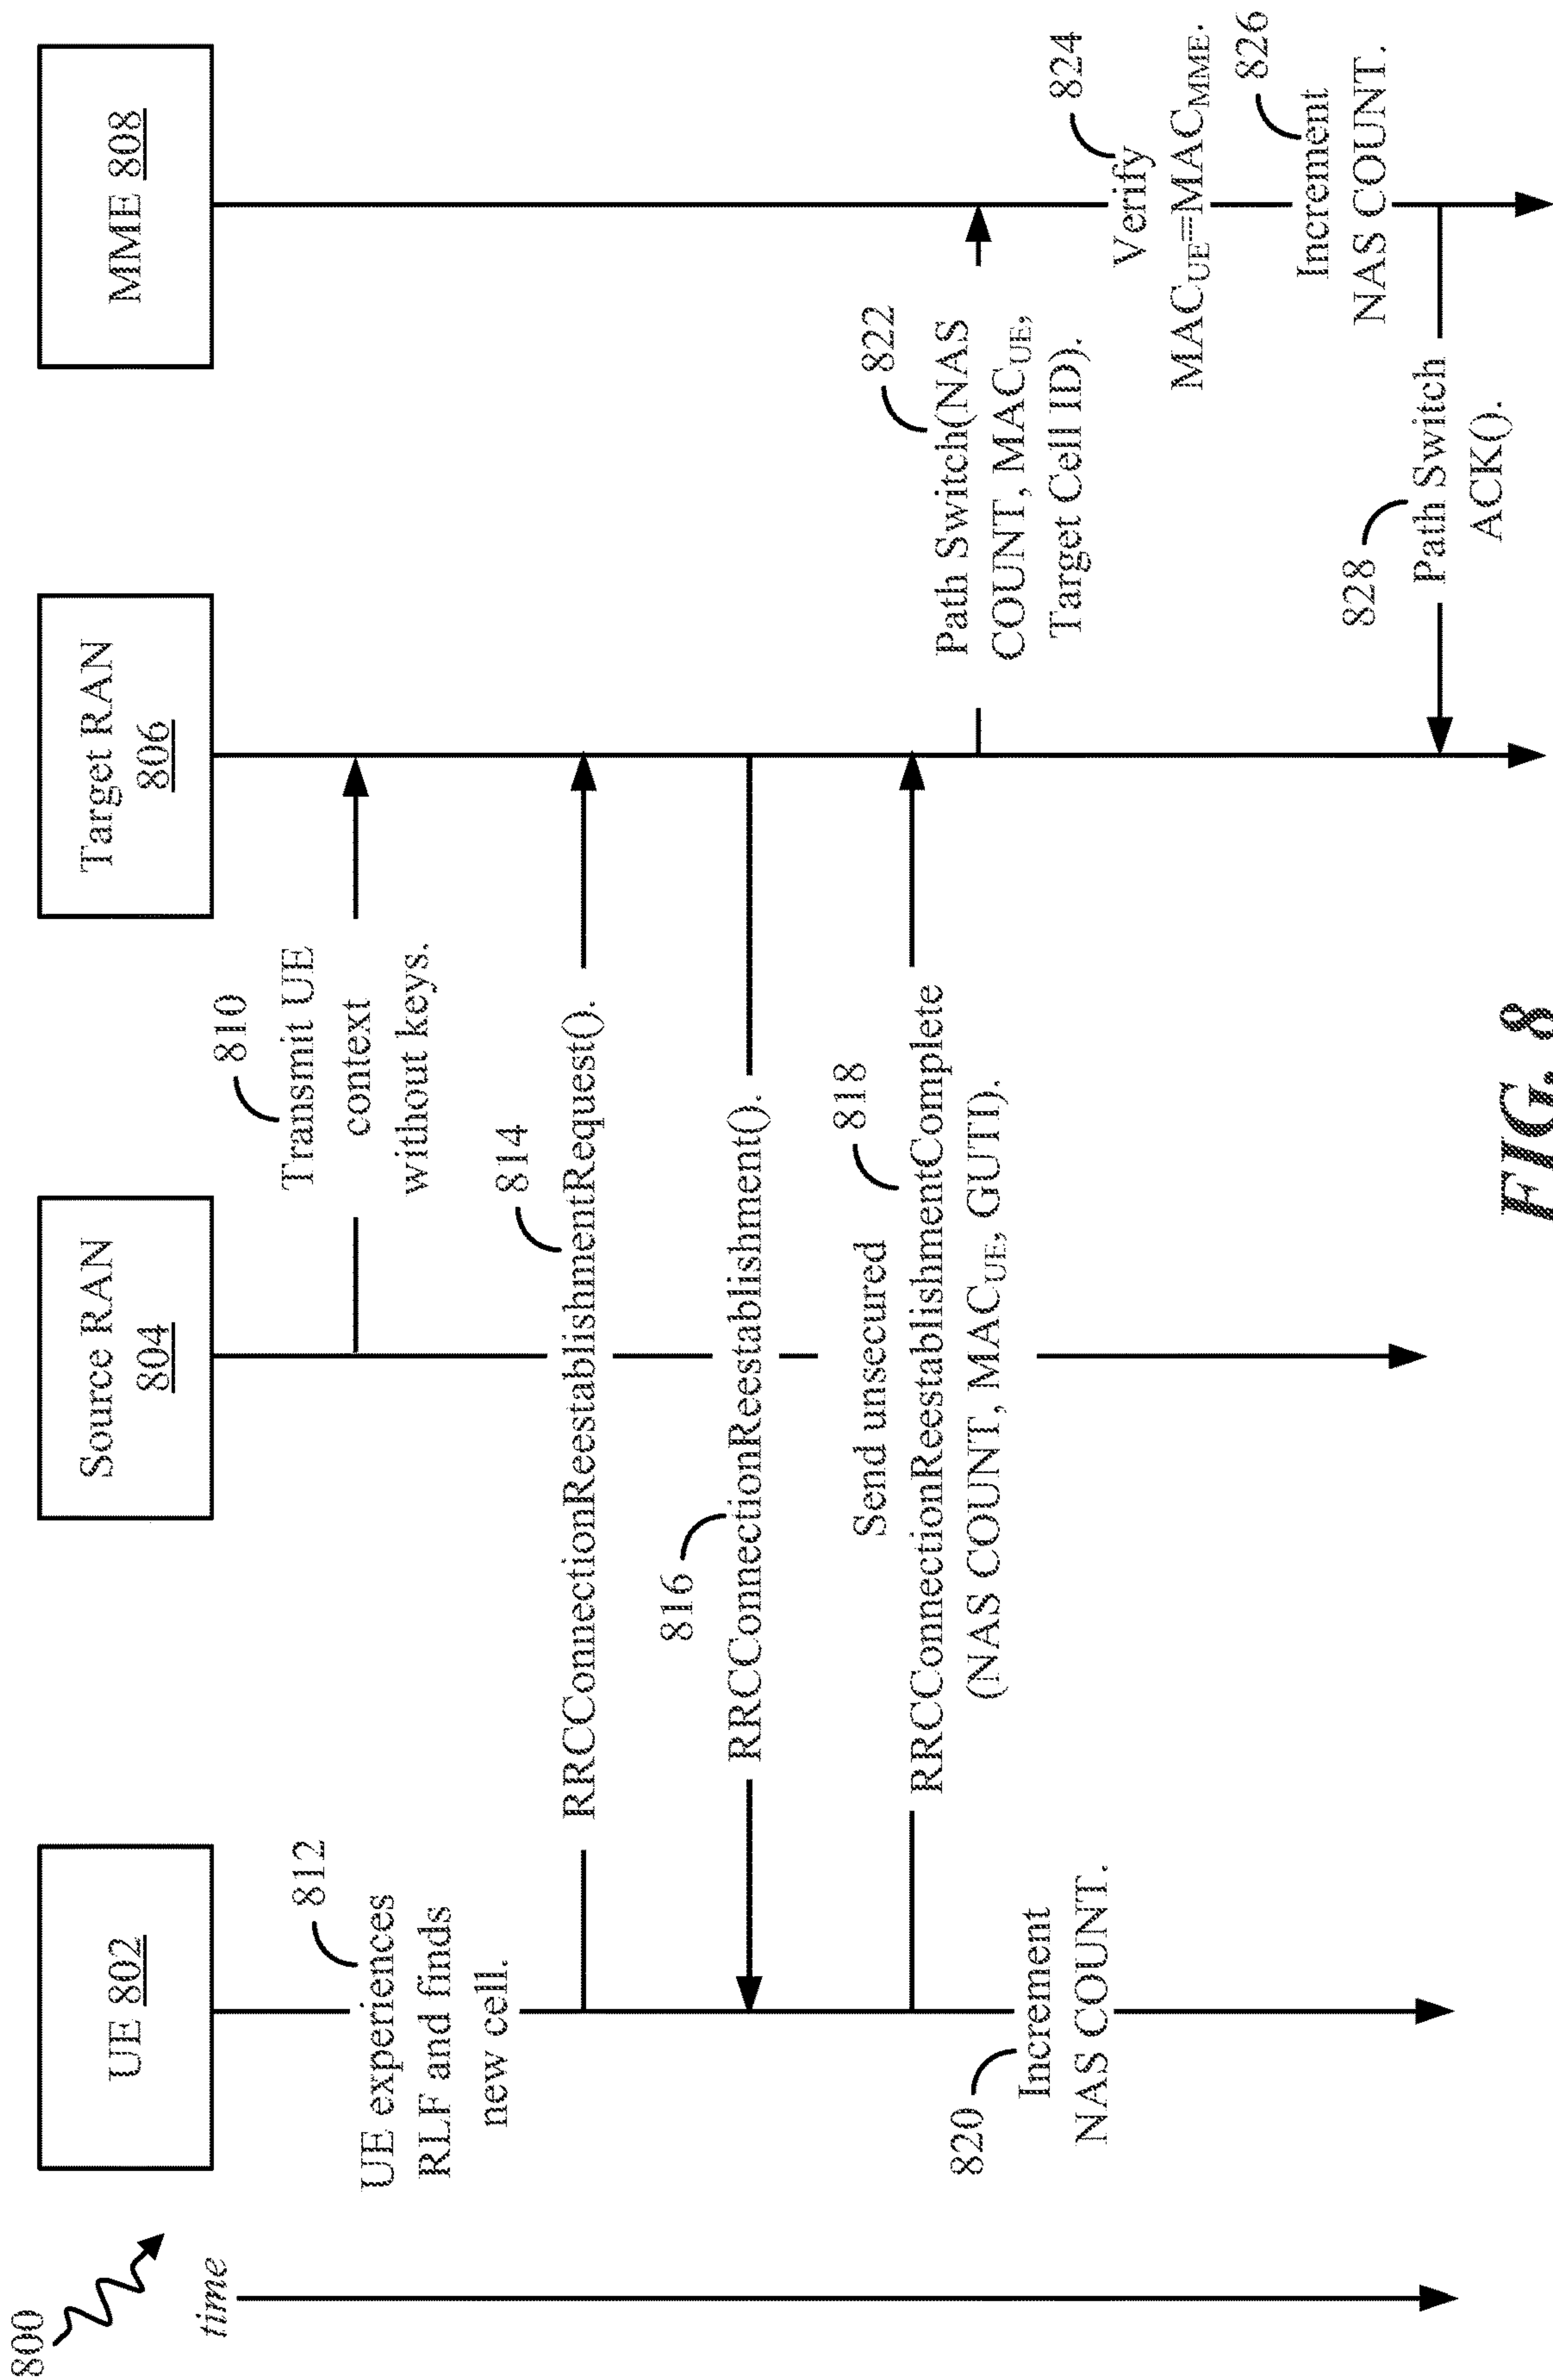 800
time
UE 802
Source RAN
804
Target RAN
806
MME 808
810
Transmit UE
context
without keys.
812
UE experiences
RLF and finds
new cell.
814
RRCConnectionReestablishmentRequest().
816
RRCConnectionReestablishment().
818
Send unsecured
RRCConnectionReestablishmentComplete
(NAS COUNT, MACUE, GUTI).
820
Increment
NAS COUNT.
822
Path Switch(NAS
COUNT, MACUE,
Target Cell ID).
824
Verify
MACUE==MACMME.
826
Increment
NAS COUNT.
828
Path Switch
ACK().
FIG. 8